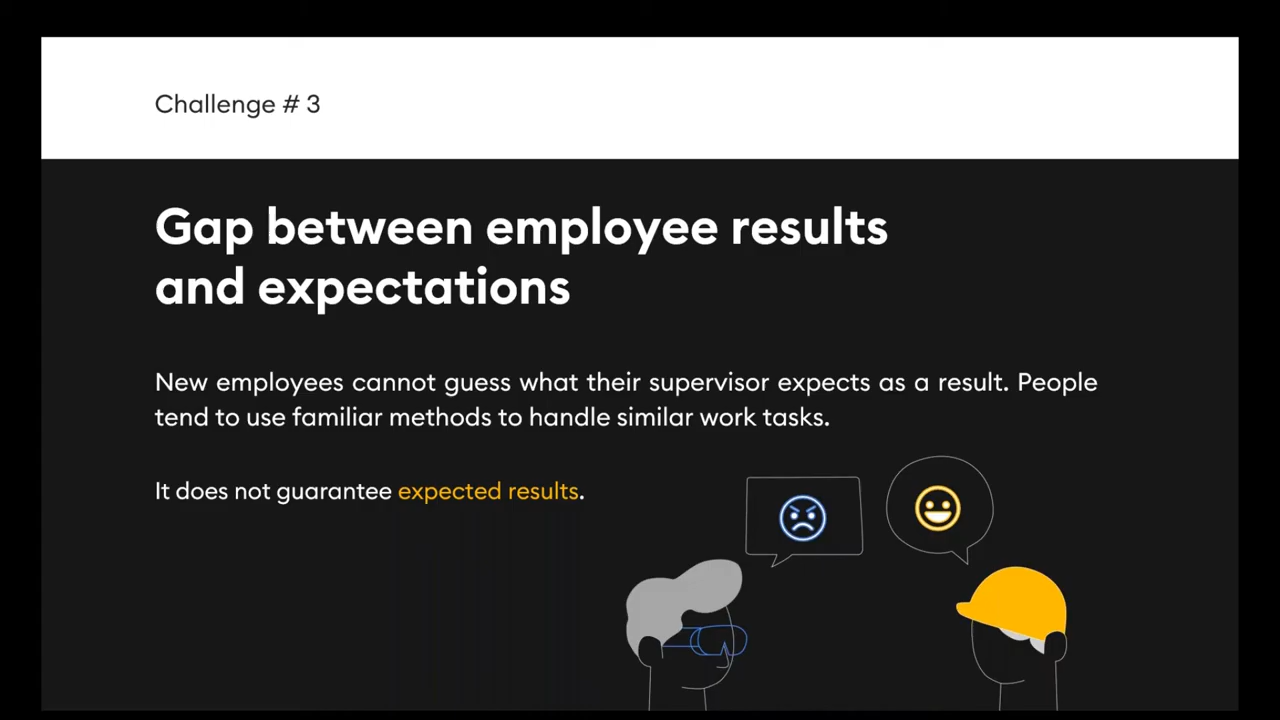 Challenge # 3
Gap between employee results
and expectations
New employees cannot guess what their supervisor expects as a result. People
tend to use familiar methods to handle similar work tasks.
It does not guarantee expected results.